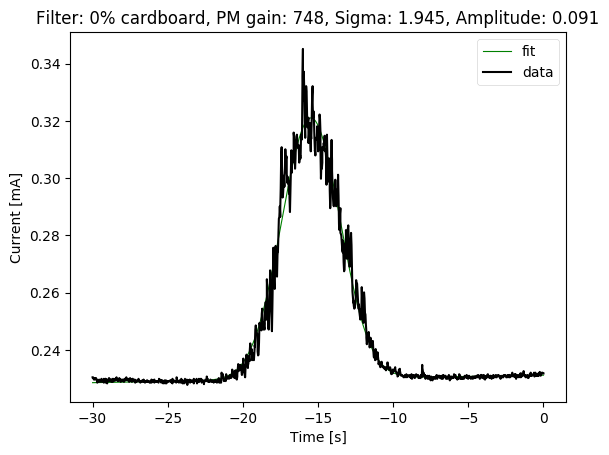 Filter: 0% cardboard, PM gain: 748, Sigma: 1.945, Amplitude: 0.091
fit
data
0.34
0.32
0.30
0.28
0.26
0.24
Current [mA]
−30
−25
−20
−15
−10
−5
0
Time [s]